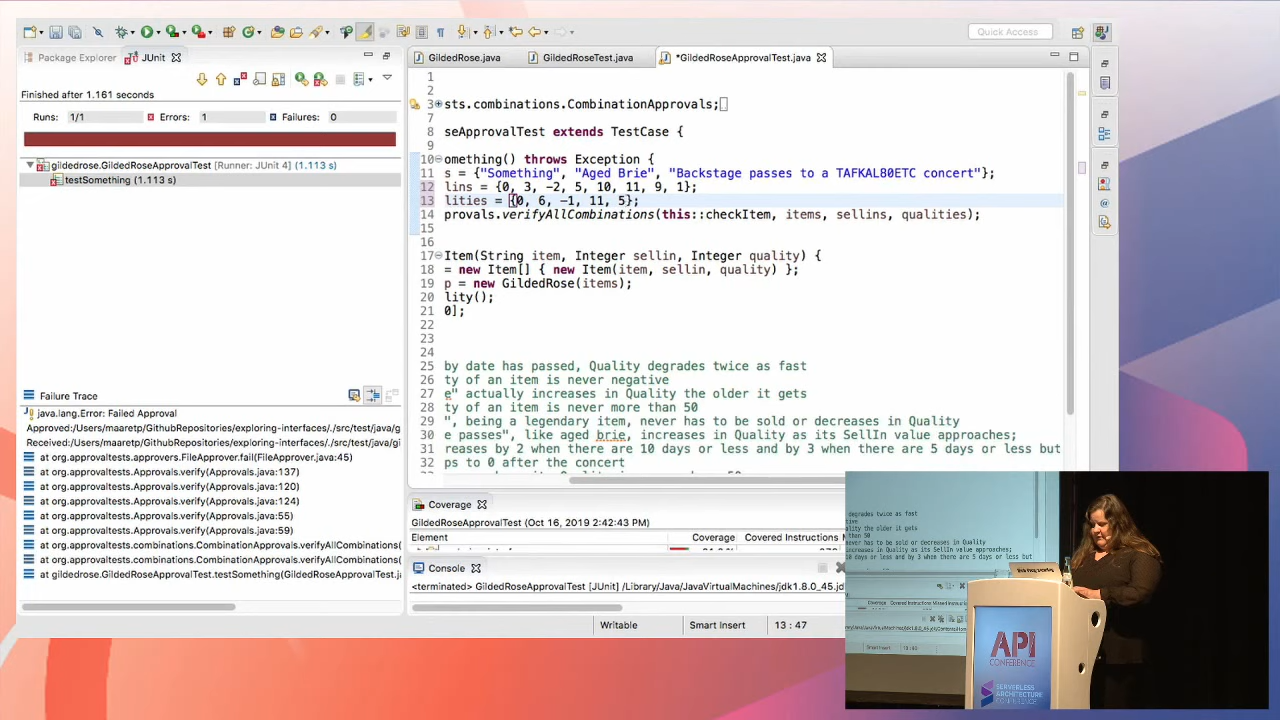 Quick Access
Package Explorer
JUnit
Finished after 1.161 seconds
Runs: 1/1
Errors: 1
Failures: 0
gildedrose.GildedRoseApprovalTest [Runner: JUnit 4] (1.113 s)
testSomething (1.113 s)
Failure Trace
java.lang.Error: Failed Approval
Approved:/Users/maaretp/GithubRepositories/exploring-interfaces/./src/test/java/g
Received:/Users/maaretp/GithubRepositories/exploring-interfaces/./src/test/java/gi
at org.approvaltests.approvers.FileApprover.fail(FileApprover.java:45)
at org.approvaltests.Approvals.verify(Approvals.java:137)
at org.approvaltests.Approvals.verify(Approvals.java:120)
at org.approvaltests.Approvals.verify(Approvals.java:124)
at org.approvaltests.Approvals.verify(Approvals.java:55)
at org.approvaltests.Approvals.verify(Approvals.java:59)
at org.approvaltests.combinations.CombinationApprovals.verifyAllCombinations(
at org.approvaltests.combinations.CombinationApprovals.verifyAllCombinations(
at gildedrose.GildedRoseApprovalTest.testSomething(GildedRoseApprovalTest.ja
GildedRose.java
GildedRoseTest.java
*GildedRoseApprovalTest.java
1
2
3 sts.combinations.CombinationApprovals;
7
8 seApprovalTest extends TestCase {
9
10 omething() throws Exception {
11 s = {"Something", "Aged Brie", "Backstage passes to a TAFKAL80ETC concert"};
12 lins = {0, 3, -2, 5, 10, 11, 9, 1};
13 lities = {0, 6, -1, 11, 5};
14 provals.verifyAllCombinations(this::checkItem, items, sellins, qualities);
15
16
17 Item(String item, Integer sellin, Integer quality) {
18 = new Item[] { new Item(item, sellin, quality) };
19 p = new GildedRose(items);
20 lity();
21 0];
22
23
24
25 by date has passed, Quality degrades twice as fast
26 ty of an item is never negative
27 e" actually increases in Quality the older it gets
28 ty of an item is never more than 50
29 ", being a legendary item, never has to be sold or decreases in Quality
30 e passes", like aged brie, increases in Quality as its SellIn value approaches;
31 reases by 2 when there are 10 days or less and by 3 when there are 5 days or less but
32 ps to 0 after the concert
Coverage
GildedRoseApprovalTest (Oct 16, 2019 2:42:43 PM)
Element Coverage Covered Instructions
Console
<terminated> GildedRoseApprovalTest [JUnit] /Library/Java/JavaVirtualMachines/jdk1.8.0_45.jd
Writable
Smart Insert
13 : 47
API
CONFERENCE
SERVERLESS
ARCHITECTURE
CONFERENCE